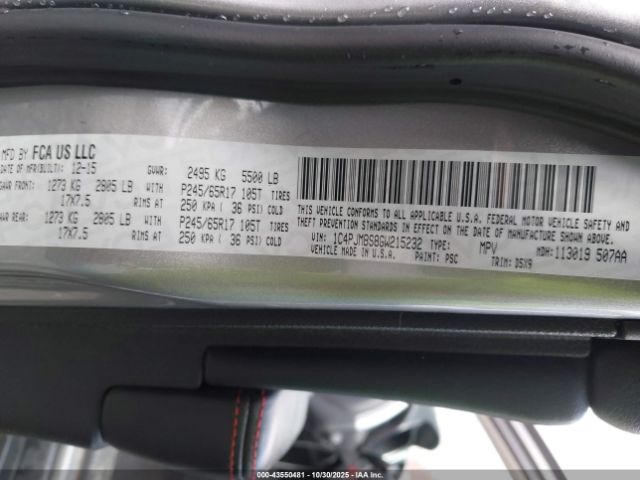 MFD BY FCA US LLC
DATE OF MFR(BUILT): 12-15 GVWR: 2495 KG 5500 LB
GAWR FRONT: 1273 KG 2805 LB WITH P245/65R17 105T TIRES
17X7.5 RIMS AT 250 KPA ( 36 PSI) COLD
GAWR REAR: 1273 KG 2805 LB WITH P245/65R17 105T TIRES
17X7.5 RIMS AT 250 KPA ( 36 PSI) COLD
THIS VEHICLE CONFORMS TO ALL APPLICABLE U.S.A. FEDERAL MOTOR VEHICLE SAFETY AND
THEFT PREVENTION STANDARDS IN EFFECT ON THE DATE OF MANUFACTURE SHOWN ABOVE.
VIN: 1C4PJMBS8GW215232 TYPE: MPV MDH: 113019 507AA
VEHICLE MADE IN U.S.A. PAINT: PSC TRIM: DSX9
000-43550481 - 10/30/2025 - IAAI.com